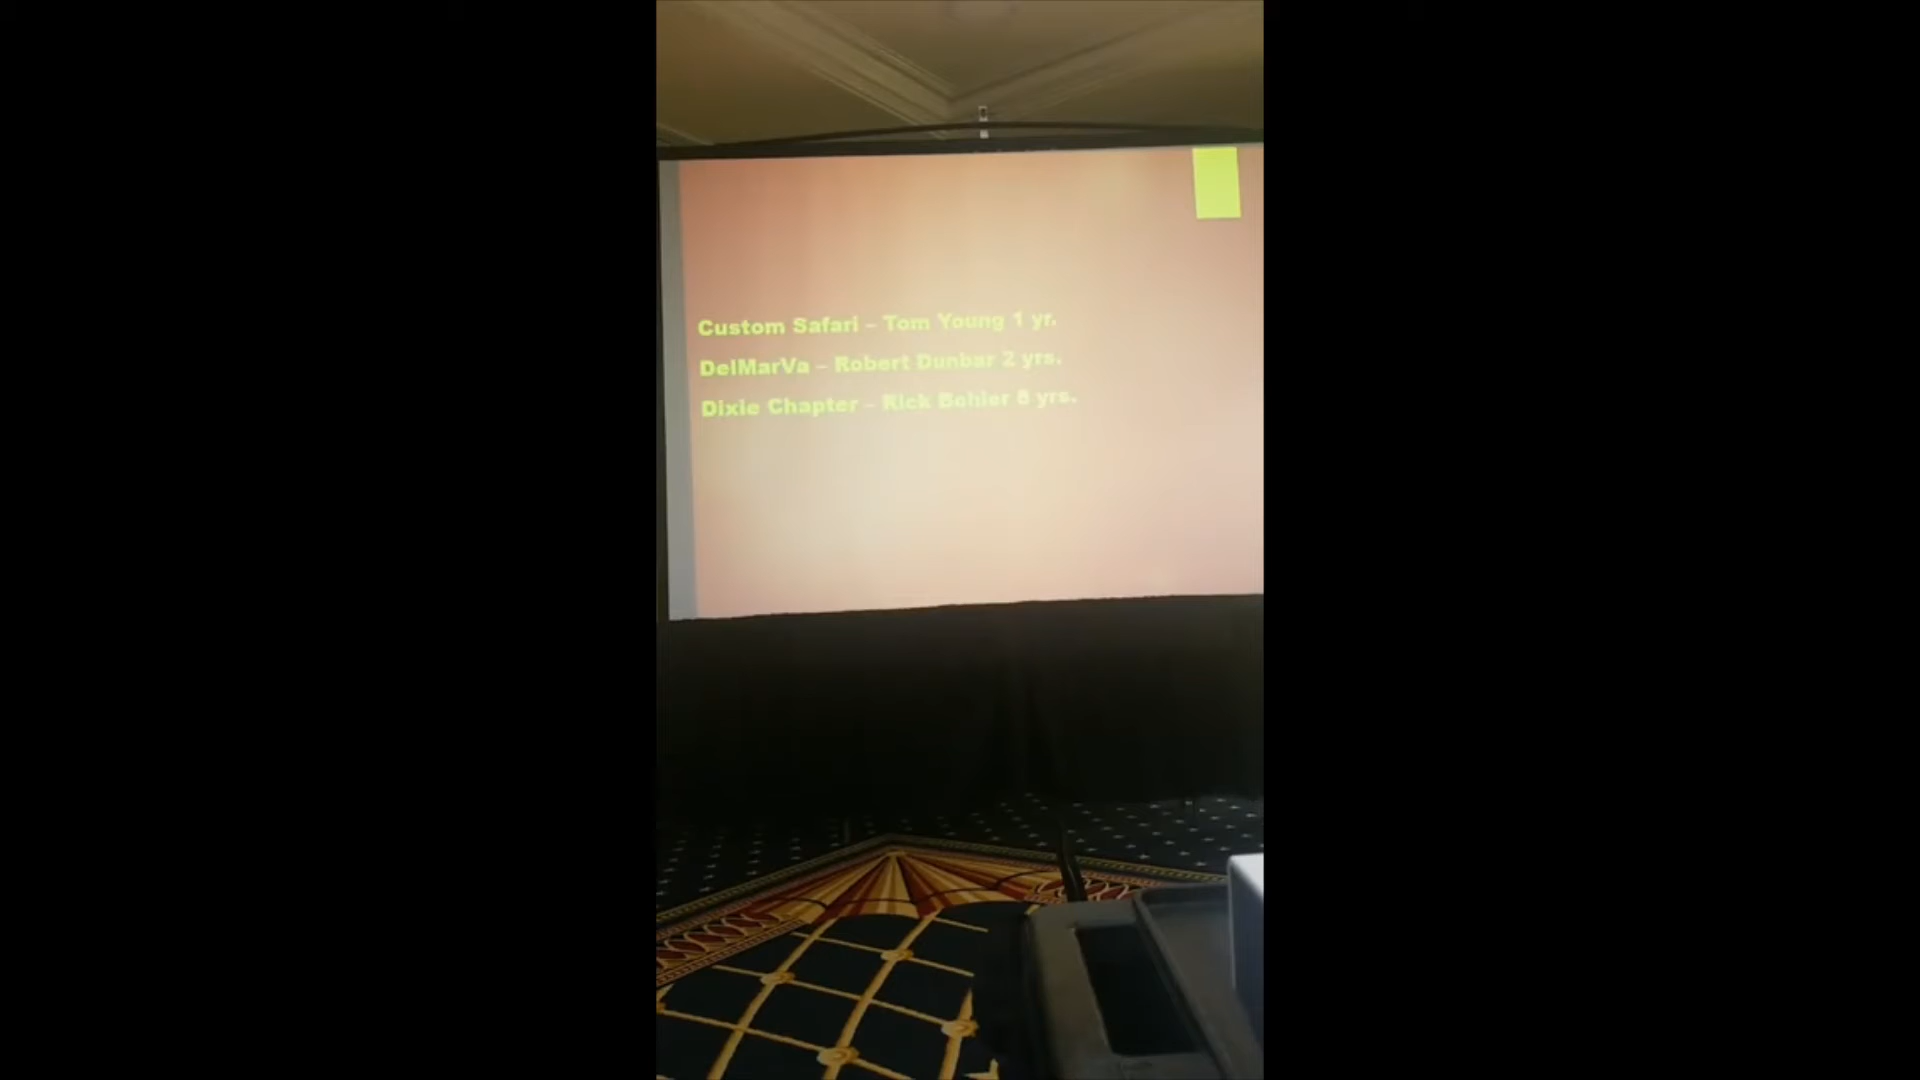 Custom Safari – Tom Young 1 yr.
DelMarVa – Robert Dunbar 2 yrs.
Dixie Chapter – Rick Bohler 8 yrs.